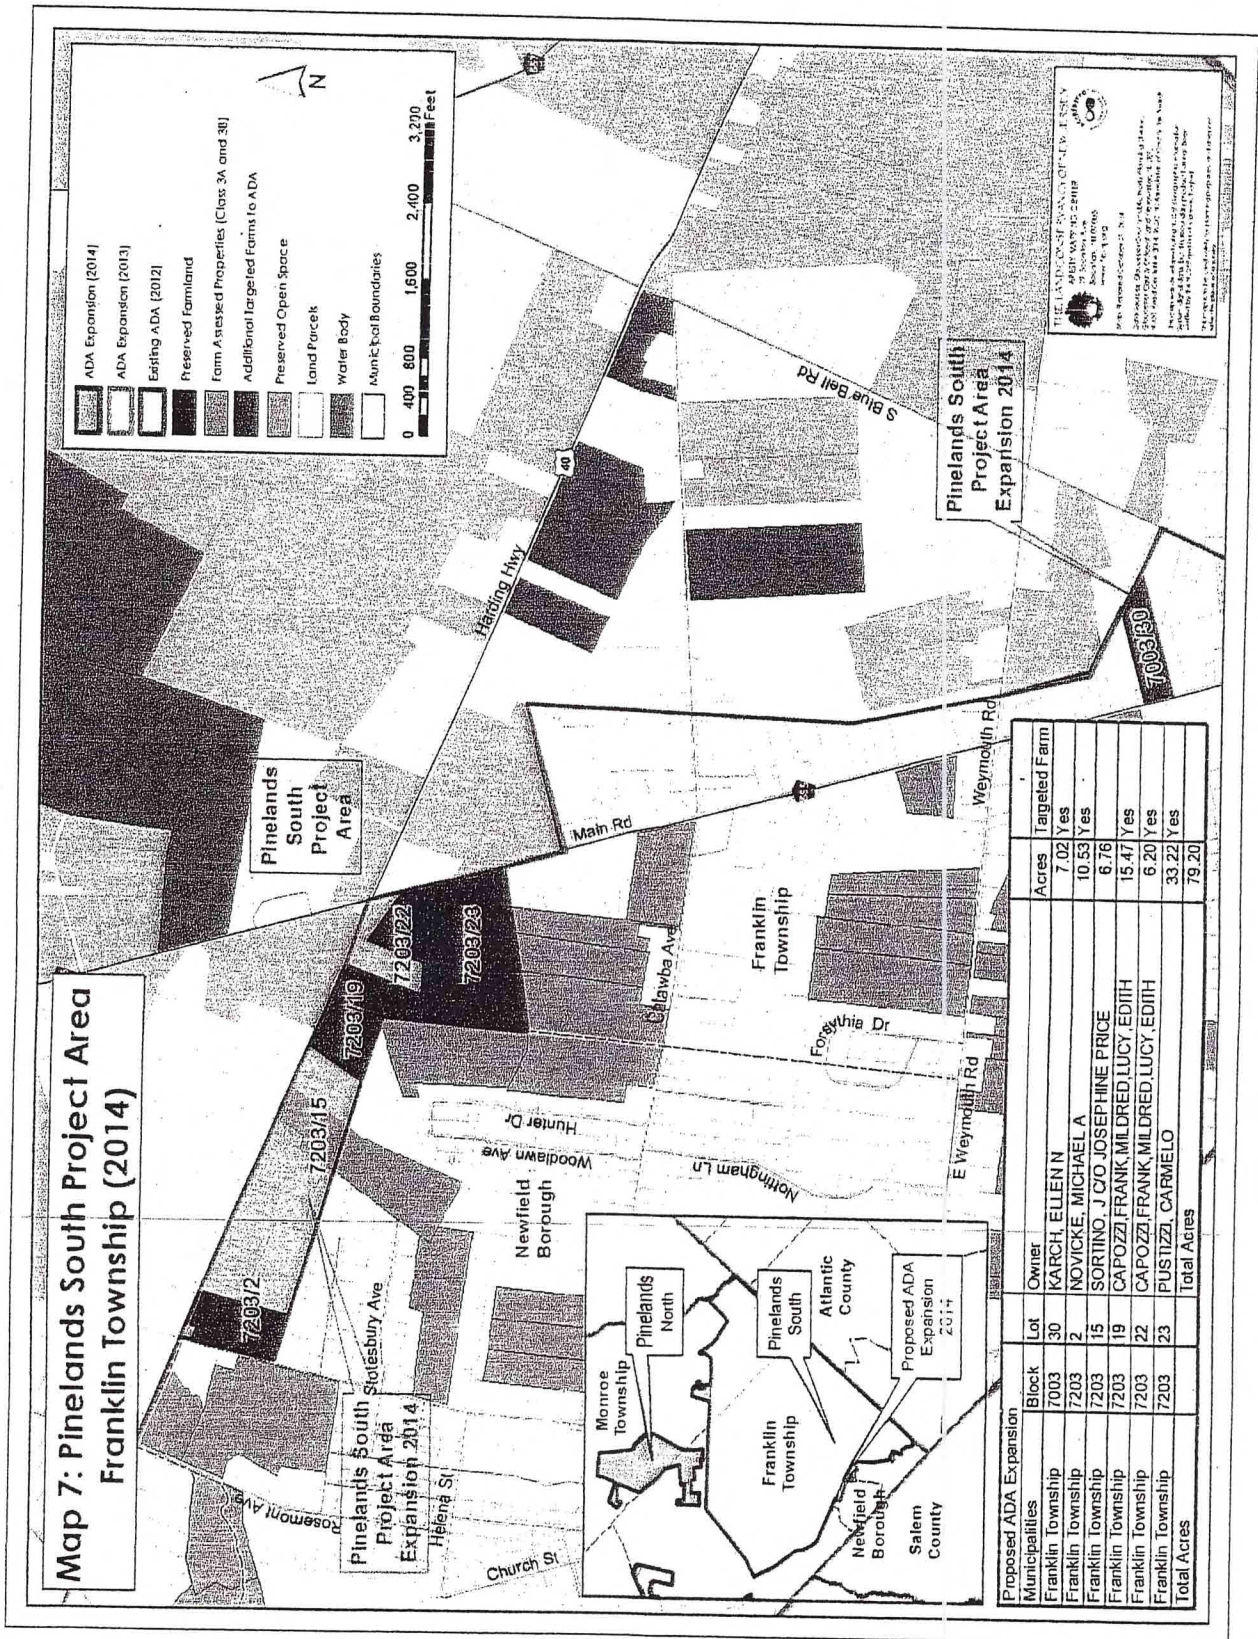 Map 7: Pinelands South Project Area
Franklin Township (2014)
ADA Expansion (2014)
ADA Expansion (2013)
Existing ADA (2012)
Preserved Farmland
Farm Assessed Properties (Class 3A and 3B)
Additional Targeted Farms to ADA
Preserved Open Space
Land Parcels
Water Body
Municipal Boundaries
N
0 400 800 1,600 2,400 3,200
Feet
Pinelands
South
Project
Area
Harding Hwy
40
Main Rd
S Blue Bell Rd
7203/2
7203/15
7203/19
7203/22
7203/23
7003/30
Rosemont Ave
Pinelands South
Project Area
Expansion 2014
Stotesbury Ave
Helena St
Church St
Newfield
Borough
Woodlawn Ave
Hunter Dr
Nottingham Ln
Catawba Ave
Franklin
Township
Forsythia Dr
E Weymouth Rd
Weymouth Rd
Pinelands South
Project Area
Expansion 2014
Monroe
Township
Pinelands
North
Franklin
Township
Pinelands
South
Atlantic
County
Newfield
Borough
Salem
County
Proposed ADA
Expansion
2014
Proposed ADA Expansion
Municipalities Block Lot Owner Acres Targeted Farm
Franklin Township 7003 30 KARCH, ELLEN N 7.02 Yes
Franklin Township 7203 2 NOVICKE, MICHAEL A 10.53 Yes
Franklin Township 7203 15 SORTINO, J C/O JOSEPHINE PRICE 6.76
Franklin Township 7203 19 CAPOZZI,FRANK,MILDRED,LUCY,EDITH 15.47 Yes
Franklin Township 7203 22 CAPOZZI,FRANK,MILDRED,LUCY,EDITH 6.20 Yes
Franklin Township 7203 23 PUSTIZZI, CARMELO 33.22 Yes
Total Acres Total Acres 79.20
THE LAND CONSERVANCY OF NEW JERSEY